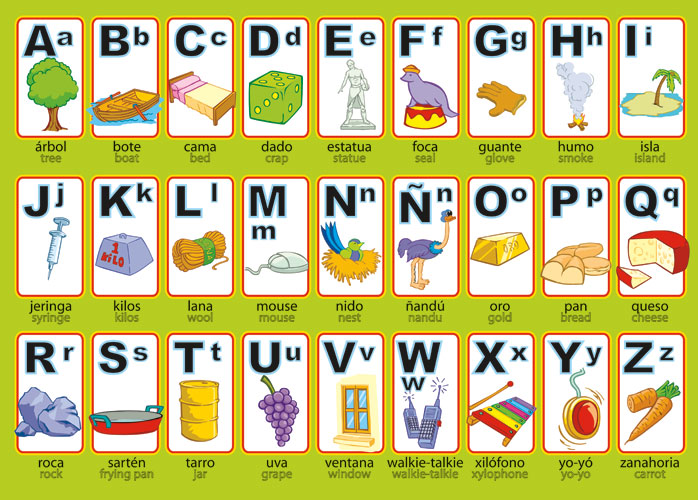 Aa Bb Cc Dd Ee Ff Gg Hh Ii
árbol bote cama dado estatua foca guante humo isla
tree boat bed crap statue seal glove smoke island
Jj Kk Ll Mm Nn Ññ Oo Pp Qq
1 KILO ORO
jeringa kilos lana mouse nido ñandú oro pan queso
syringe kilos wool mouse nest nandu gold bread cheese
Rr Ss Tt Uu Vv Ww Xx Yy Zz
roca sartén tarro uva ventana walkie-talkie xilófono yo-yó zanahoria
rock frying pan jar grape window walkie-talkie xylophone yo-yo carrot